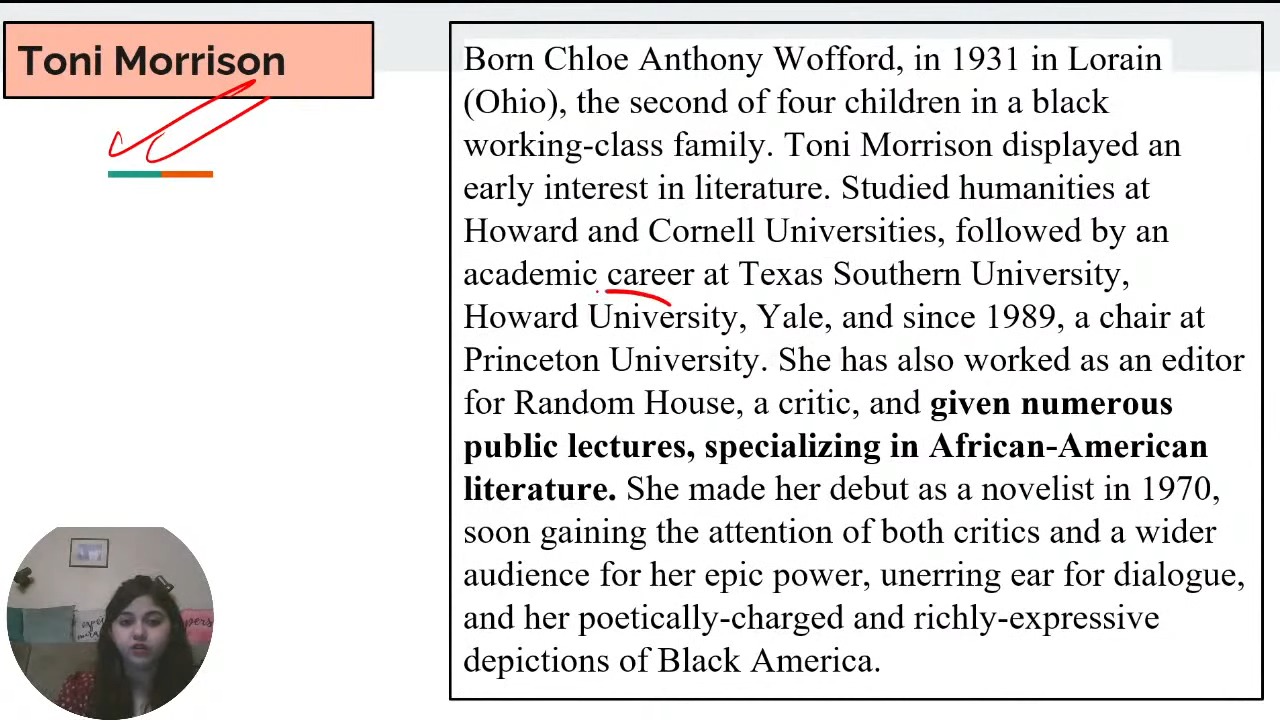 Toni Morrison
Born Chloe Anthony Wofford, in 1931 in Lorain
(Ohio), the second of four children in a black
working-class family. Toni Morrison displayed an
early interest in literature. Studied humanities at
Howard and Cornell Universities, followed by an
academic career at Texas Southern University,
Howard University, Yale, and since 1989, a chair at
Princeton University. She has also worked as an editor
for Random House, a critic, and given numerous
public lectures, specializing in African-American
literature. She made her debut as a novelist in 1970,
soon gaining the attention of both critics and a wider
audience for her epic power, unerring ear for dialogue,
and her poetically-charged and richly-expressive
depictions of Black America.